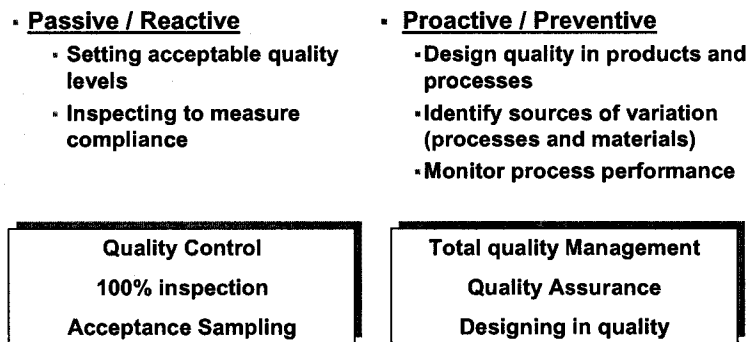 ▪ Passive / Reactive
▪ Setting acceptable quality
levels
▪ Inspecting to measure
compliance
▪ Proactive / Preventive
▪Design quality in products and
processes
▪Identify sources of variation
(processes and materials)
▪Monitor process performance
Quality Control
100% inspection
Acceptance Sampling
Total quality Management
Quality Assurance
Designing in quality